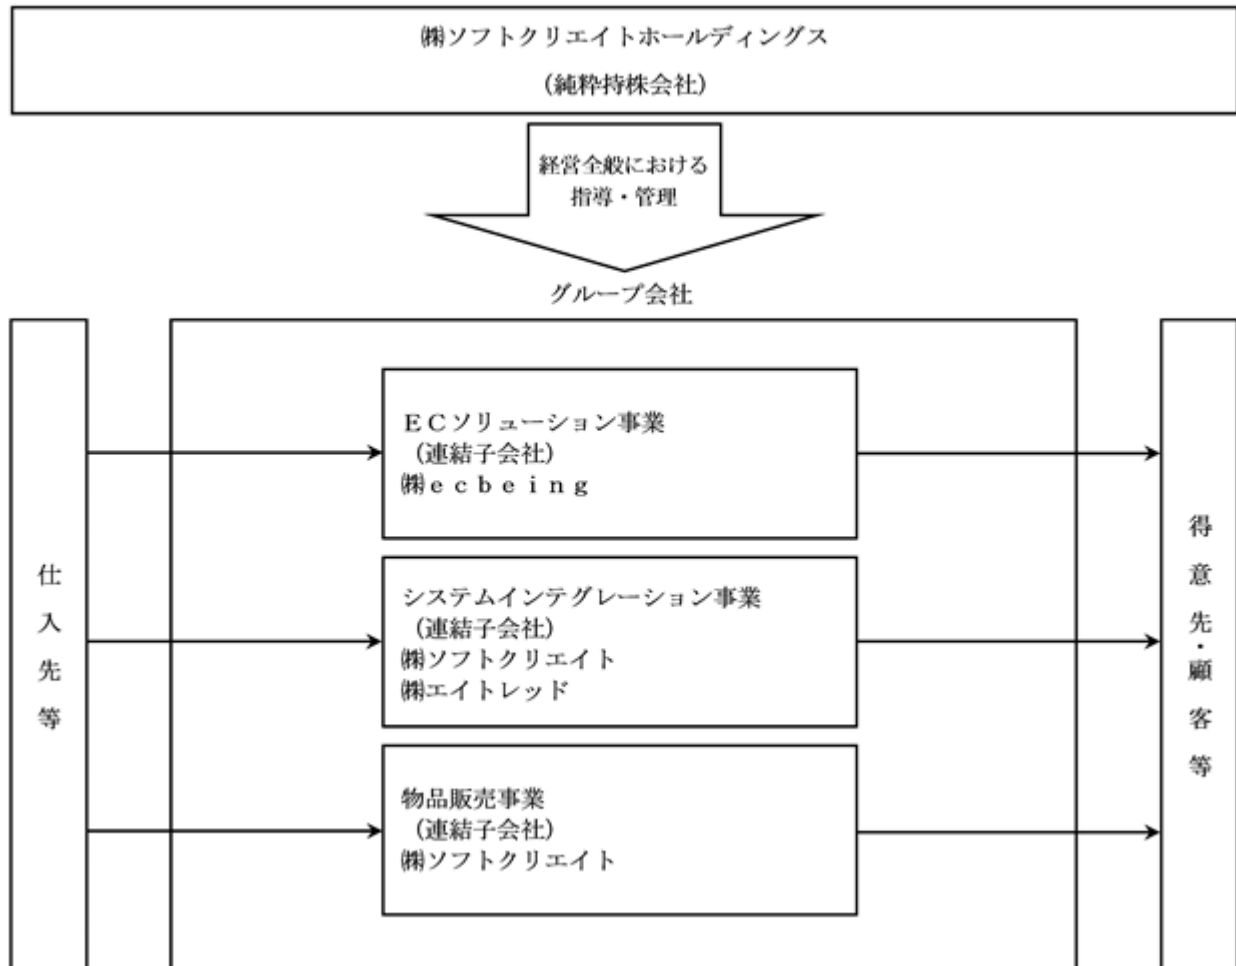 ㈱ソフトクリエイトホールディングス
（純粋持株会社）
経営全般における
指導・管理
グループ会社
仕入先等
ＥＣソリューション事業
（連結子会社）
㈱ｅｃｂｅｉｎｇ
システムインテグレーション事業
（連結子会社）
㈱ソフトクリエイト
㈱エイトレッド
物品販売事業
（連結子会社）
㈱ソフトクリエイト
得意先・顧客等